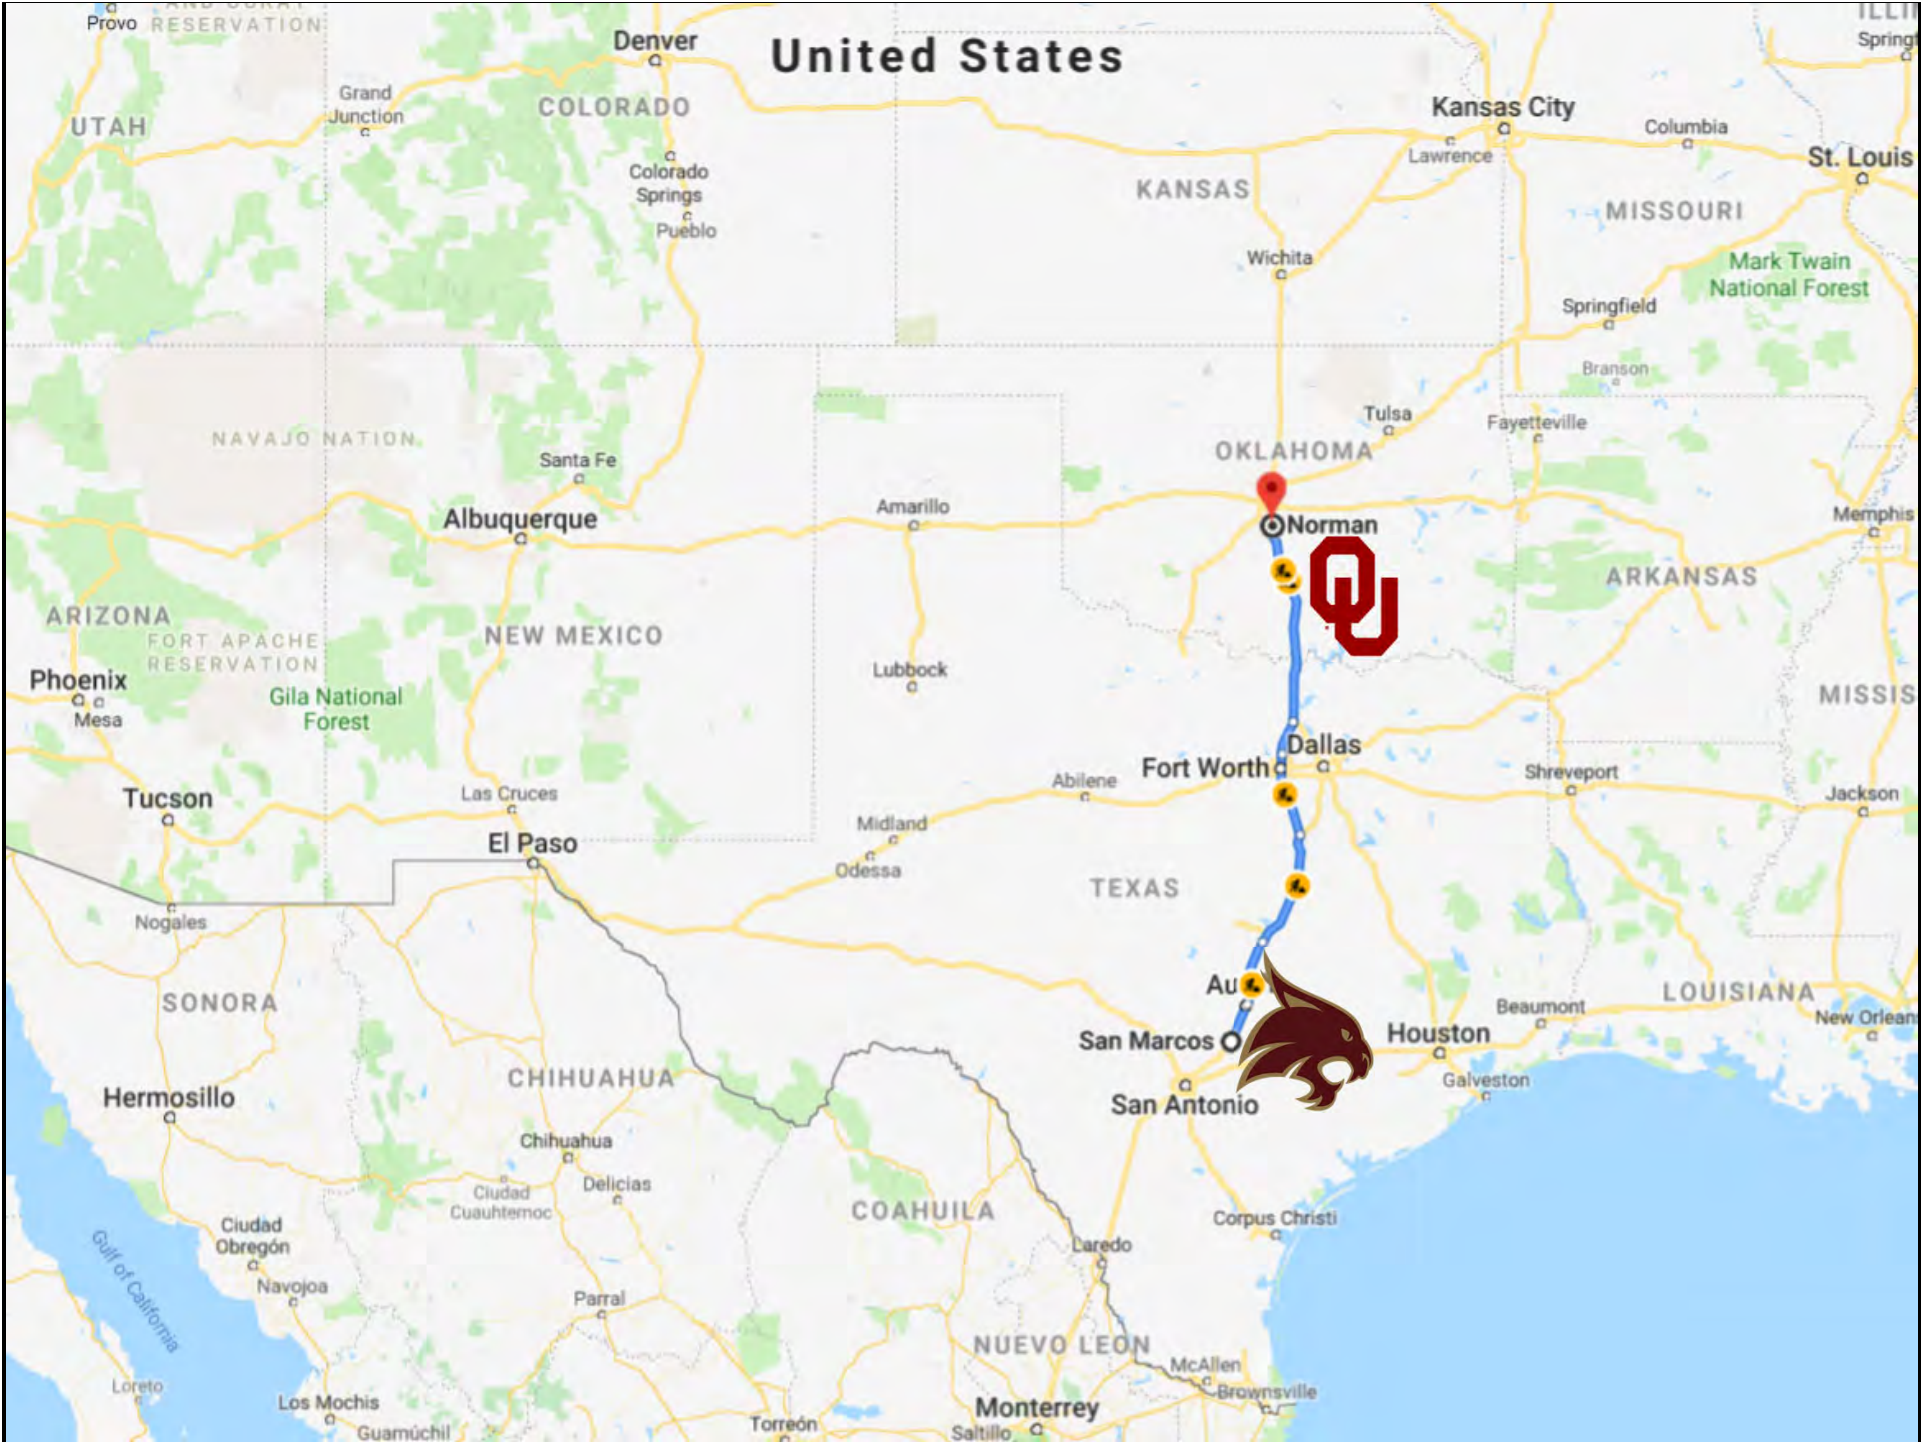 AND OURAY
RESERVATION
Provo
Denver
United States
Grand
Junction
COLORADO
UTAH
Kansas City
Columbia
Lawrence
St. Louis
Colorado
Springs
Pueblo
KANSAS
MISSOURI
Wichita
Mark Twain
National Forest
Springfield
Branson
NAVAJO NATION
Santa Fe
Tulsa
Fayetteville
OKLAHOMA
Albuquerque
Amarillo
Norman
Memphis
OU
ARKANSAS
ARIZONA
FORT APACHE
RESERVATION
NEW MEXICO
Phoenix
Mesa
Gila National
Forest
Lubbock
MISSIS
Dallas
Fort Worth
Abilene
Shreveport
Jackson
Tucson
Las Cruces
El Paso
Midland
Odessa
TEXAS
Nogales
SONORA
Au
LOUISIANA
Beaumont
New Orlean
San Marcos
Houston
Galveston
San Antonio
CHIHUAHUA
Hermosillo
Chihuahua
Ciudad
Cuauhtemoc
Delicias
COAHUILA
Corpus Christi
Ciudad
Obregón
Laredo
Gulf of California
Navojoa
Parral
NUEVO LEON
McAllen
Brownsville
Loreto
Los Mochis
Guamúchil
Torreón
Monterrey
Saltillo